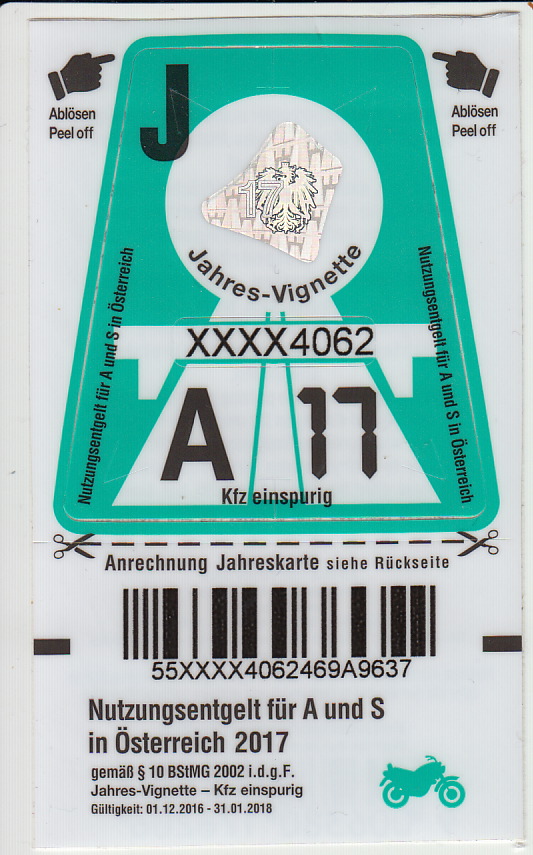 Ablösen
Peel off
Ablösen
Peel off
J
17
Jahres-Vignette
Nutzungsentgelt für A und S in Österreich
Nutzungsentgelt für A und S in Österreich
XXXX4062
A 17
Kfz einspurig
Anrechnung Jahreskarte siehe Rückseite
55XXXX4062469A9637
Nutzungsentgelt für A und S
in Österreich 2017
gemäß § 10 BStMG 2002 i.d.g.F.
Jahres-Vignette – Kfz einspurig
Gültigkeit: 01.12.2016 - 31.01.2018